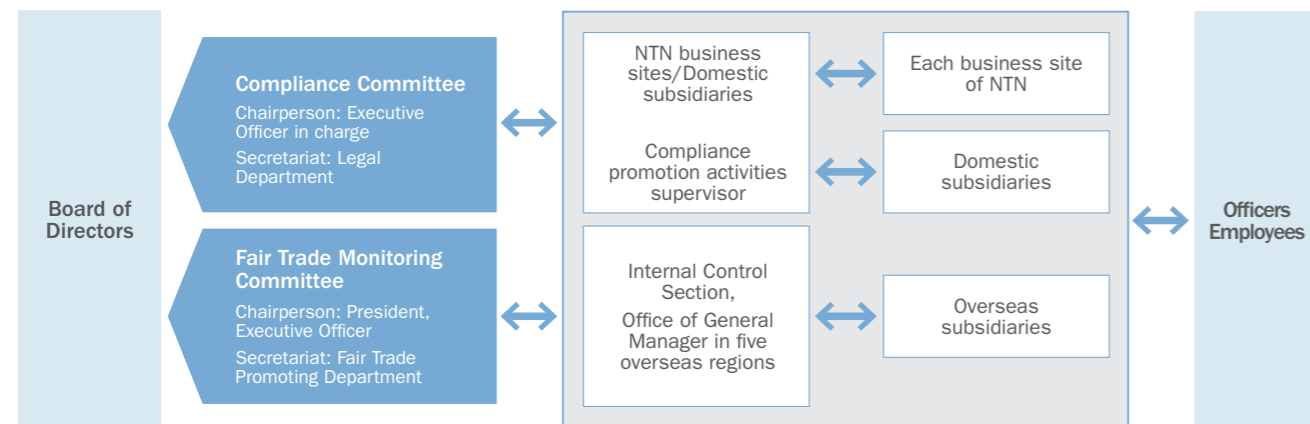 Board of
Directors
Compliance Committee
Chairperson: Executive
Officer in charge
Secretariat: Legal
Department
Fair Trade Monitoring
Committee
Chairperson: President,
Executive Officer
Secretariat: Fair Trade
Promoting Department
NTN business
sites/Domestic
subsidiaries
Compliance
promotion activities
supervisor
Internal Control
Section,
Office of General
Manager in five
overseas regions
Each business site
of NTN
Domestic
subsidiaries
Overseas
subsidiaries
Officers
Employees